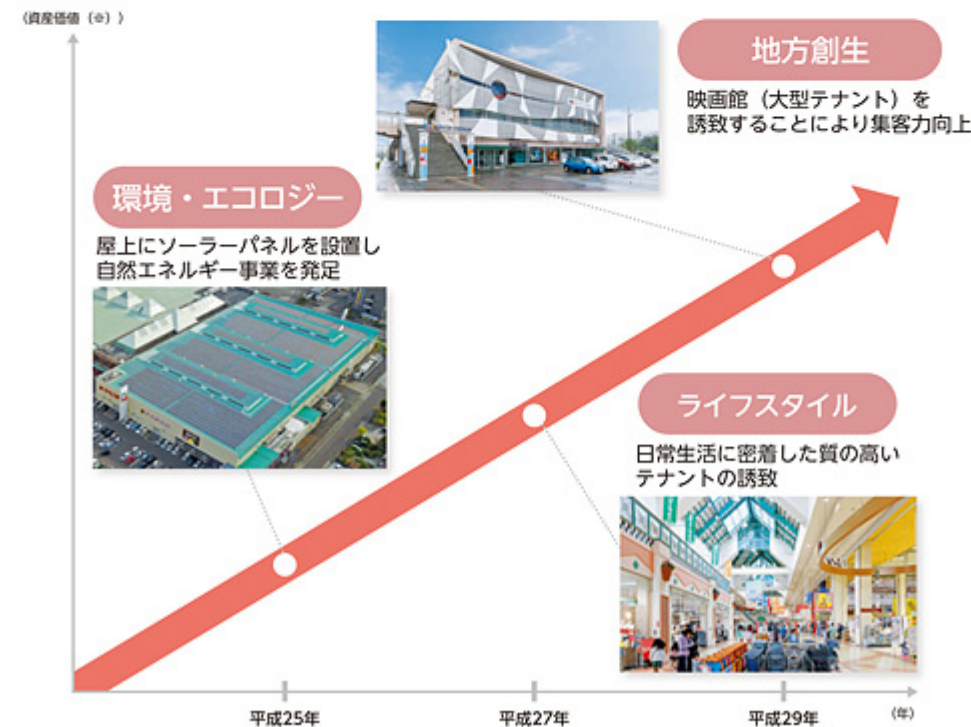 (資産価値（※）)
地方創生
映画館（大型テナント）を
誘致することにより集客力向上
環境・エコロジー
屋上にソーラーパネルを設置し
自然エネルギー事業を発足
ライフスタイル
日常生活に密着した質の高い
テナントの誘致
平成25年
平成27年
平成29年
(年)